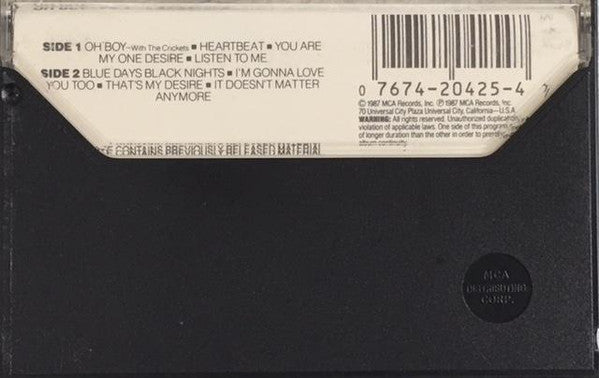 SIDE 1 OH BOY–With The Crickets ▪ HEARTBEAT ▪ YOU ARE
MY ONE DESIRE ▪ LISTEN TO ME
SIDE 2 BLUE DAYS BLACK NIGHTS ▪ I'M GONNA LOVE
YOU TOO ▪ THAT'S MY DESIRE ▪ IT DOESN'T MATTER
ANYMORE
CONTAINS PREVIOUSLY RELEASED MATERIAL
0 7674-20425-4
© 1987 MCA Records, Inc. ℗ 1987 MCA Records, Inc.
70 Universal City Plaza Universal City, California—U.S.A.
WARNING: All rights reserved. Unauthorized
violation of applicable laws. One side of this
of longer duration than the other in order to
album continuity.
MCA
DISTRIBUTING
CORP.